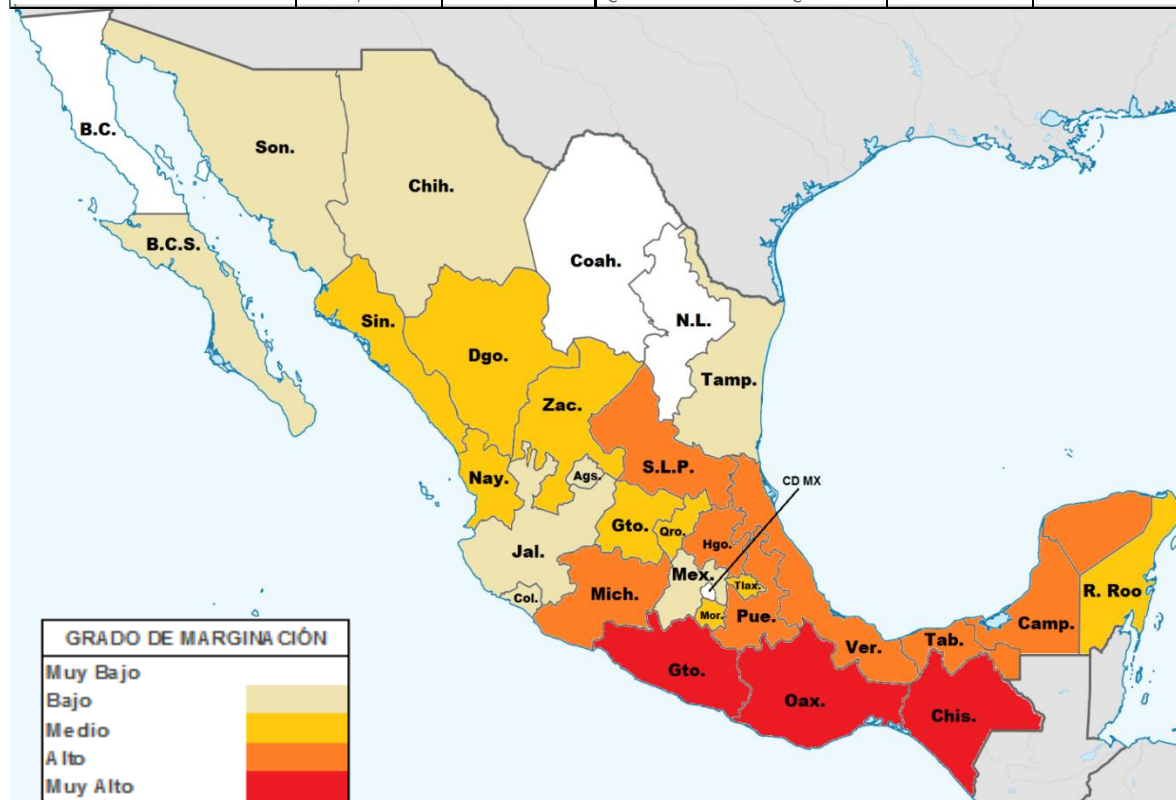 B.C.
Son.
Chih.
B.C.S.
Coah.
Sin.
N.L.
Dgo.
Tamp.
Zac.
S.L.P.
Nay.
Ags.
CD MX
Gto.
Qro.
Hgo.
Jal.
Mex.
Tlax.
R. Roo
Col.
Mich.
Mor.
Pue.
Camp.
Ver.
Tab.
Gto.
Oax.
Chis.
GRADO DE MARGINACIÓN
Muy Bajo
Bajo
Medio
Alto
Muy Alto